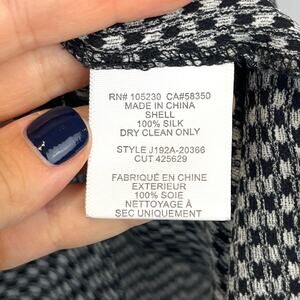 RN# 105230 CA#58350
MADE IN CHINA
SHELL
100% SILK
DRY CLEAN ONLY
STYLE J192A-20366
CUT 425629
FABRIQUÉ EN CHINE
EXTERIEUR
100% SOIE
NETTOYAGE À
SEC UNIQUEMENT